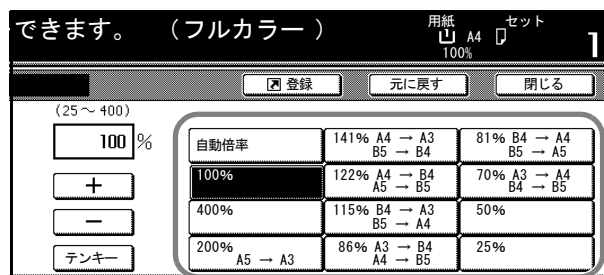 できます。 （フルカラー ）
用紙 セット
A4 1
100%
登録 元に戻す 閉じる
(25～400)
100 %
＋
－
テンキー
自動倍率
100%
400%
200%
A5 → A3
141% A4 → A3
B5 → B4
122% A4 → B4
A5 → B5
115% B4 → A3
B5 → A4
86% A3 → B4
A4 → B5
81% B4 → A4
B5 → A5
70% A3 → A4
B4 → B5
50%
25%